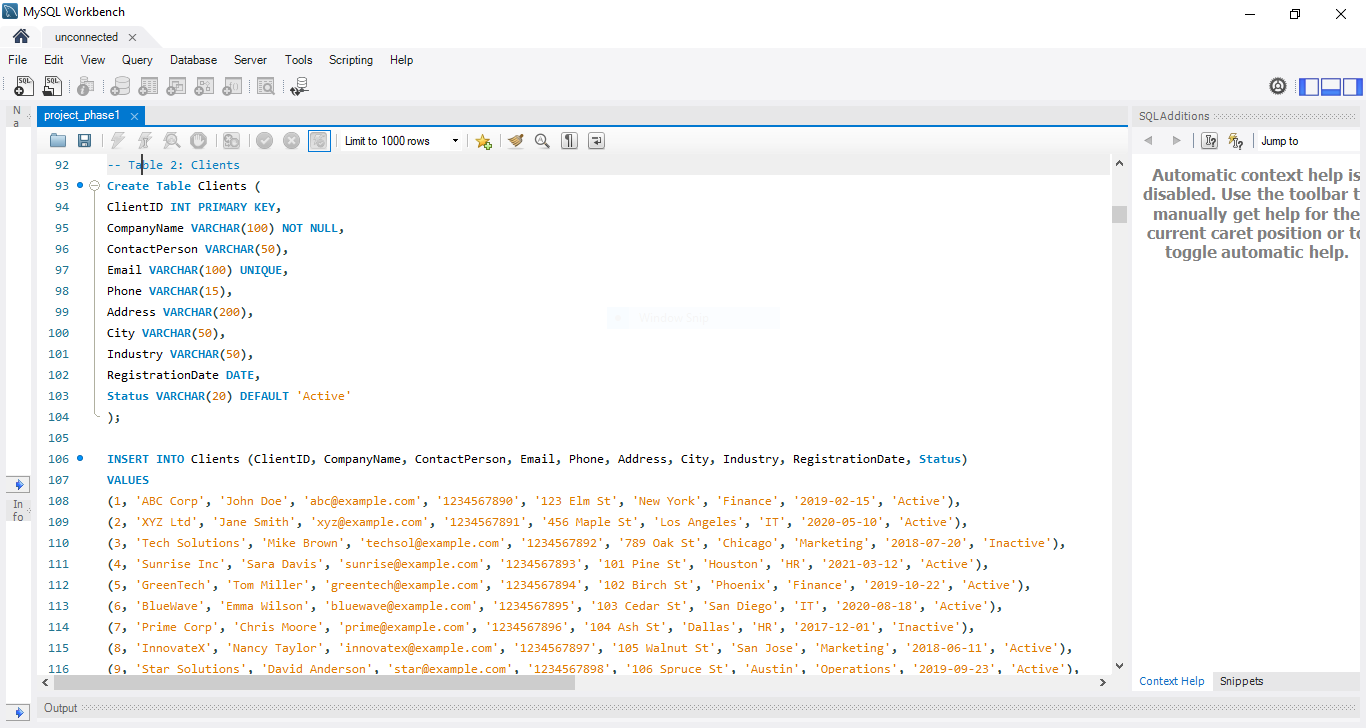 MySQL Workbench
unconnected
File Edit View Query Database Server Tools Scripting Help
Na
project_phase1
Limit to 1000 rows
92 -- Table 2: Clients
93 Create Table Clients (
94 ClientID INT PRIMARY KEY,
95 CompanyName VARCHAR(100) NOT NULL,
96 ContactPerson VARCHAR(50),
97 Email VARCHAR(100) UNIQUE,
98 Phone VARCHAR(15),
99 Address VARCHAR(200),
100 City VARCHAR(50),
101 Industry VARCHAR(50),
102 RegistrationDate DATE,
103 Status VARCHAR(20) DEFAULT 'Active'
104 );
105
106 INSERT INTO Clients (ClientID, CompanyName, ContactPerson, Email, Phone, Address, City, Industry, RegistrationDate, Status)
107 VALUES
108 (1, 'ABC Corp', 'John Doe', 'abc@example.com', '1234567890', '123 Elm St', 'New York', 'Finance', '2019-02-15', 'Active'),
109 (2, 'XYZ Ltd', 'Jane Smith', 'xyz@example.com', '1234567891', '456 Maple St', 'Los Angeles', 'IT', '2020-05-10', 'Active'),
110 (3, 'Tech Solutions', 'Mike Brown', 'techsol@example.com', '1234567892', '789 Oak St', 'Chicago', 'Marketing', '2018-07-20', 'Inactive'),
111 (4, 'Sunrise Inc', 'Sara Davis', 'sunrise@example.com', '1234567893', '101 Pine St', 'Houston', 'HR', '2021-03-12', 'Active'),
112 (5, 'GreenTech', 'Tom Miller', 'greentech@example.com', '1234567894', '102 Birch St', 'Phoenix', 'Finance', '2019-10-22', 'Active'),
113 (6, 'BlueWave', 'Emma Wilson', 'bluewave@example.com', '1234567895', '103 Cedar St', 'San Diego', 'IT', '2020-08-18', 'Active'),
114 (7, 'Prime Corp', 'Chris Moore', 'prime@example.com', '1234567896', '104 Ash St', 'Dallas', 'HR', '2017-12-01', 'Inactive'),
115 (8, 'InnovateX', 'Nancy Taylor', 'innovatex@example.com', '1234567897', '105 Walnut St', 'San Jose', 'Marketing', '2018-06-11', 'Active'),
116 (9, 'Star Solutions', 'David Anderson', 'star@example.com', '1234567898', '106 Spruce St', 'Austin', 'Operations', '2019-09-23', 'Active'),
Window Snip
Info
Output
SQLAdditions
Jump to
Automatic context help is
disabled. Use the toolbar t
manually get help for the
current caret position or to
toggle automatic help.
Context Help Snippets